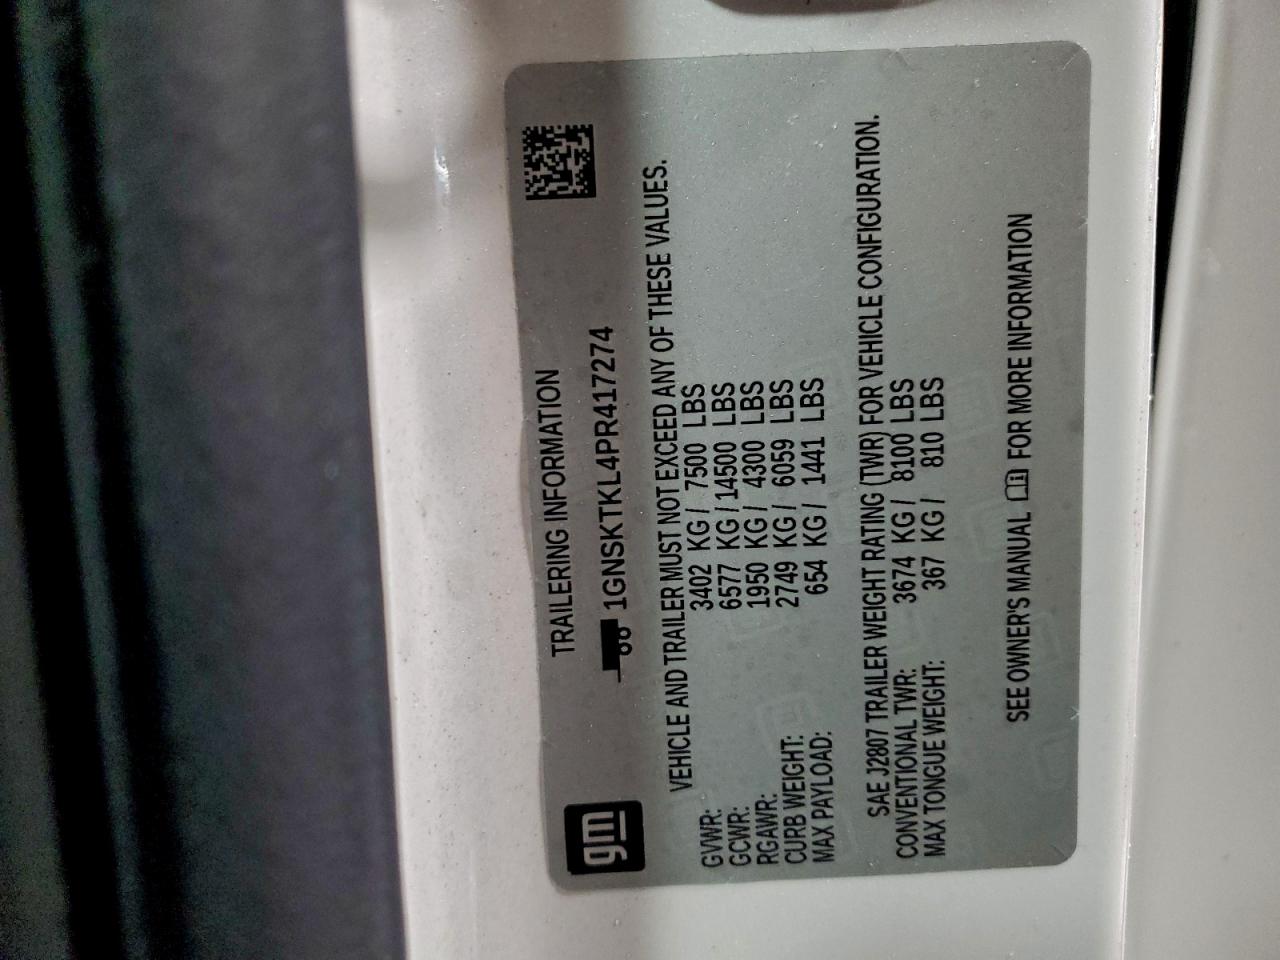 gm
TRAILERING INFORMATION
1GNSKTKL4PR417274
VEHICLE AND TRAILER MUST NOT EXCEED ANY OF THESE VALUES.
GVWR: 3402 KG / 7500 LBS
GCWR: 6577 KG / 14500 LBS
RGAWR: 1950 KG / 4300 LBS
CURB WEIGHT: 2749 KG / 6059 LBS
MAX PAYLOAD: 654 KG / 1441 LBS
SAE J2807 TRAILER WEIGHT RATING (TWR) FOR VEHICLE CONFIGURATION.
CONVENTIONAL TWR: 3674 KG / 8100 LBS
MAX TONGUE WEIGHT: 367 KG / 810 LBS
SEE OWNER'S MANUAL FOR MORE INFORMATION